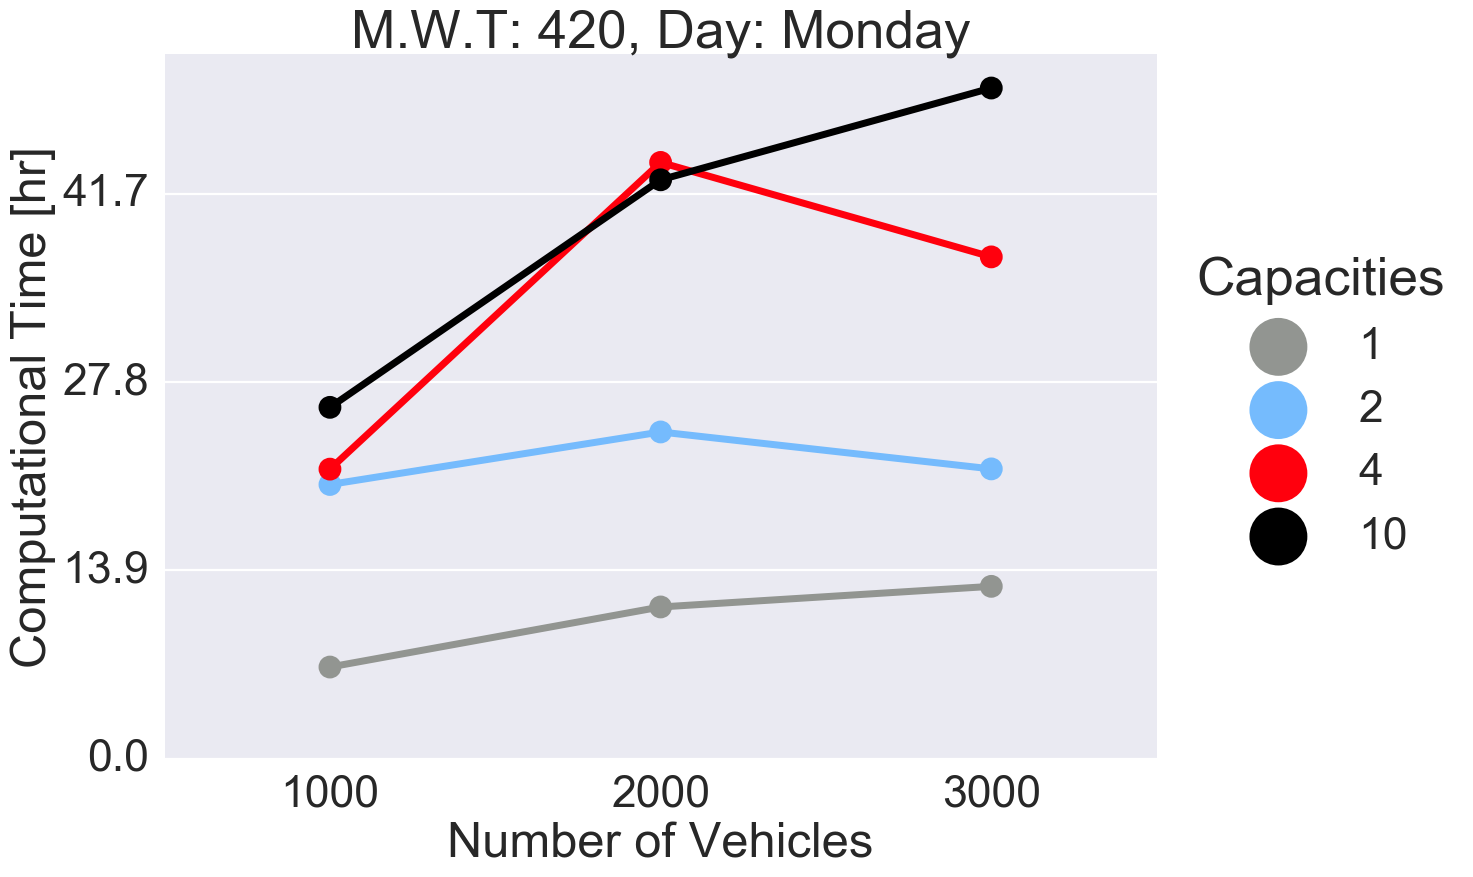 M.W.T: 420, Day: Monday
Computational Time [hr]
41.7
27.8
13.9
0.0
1000 2000 3000
Number of Vehicles
Capacities
1
2
4
10